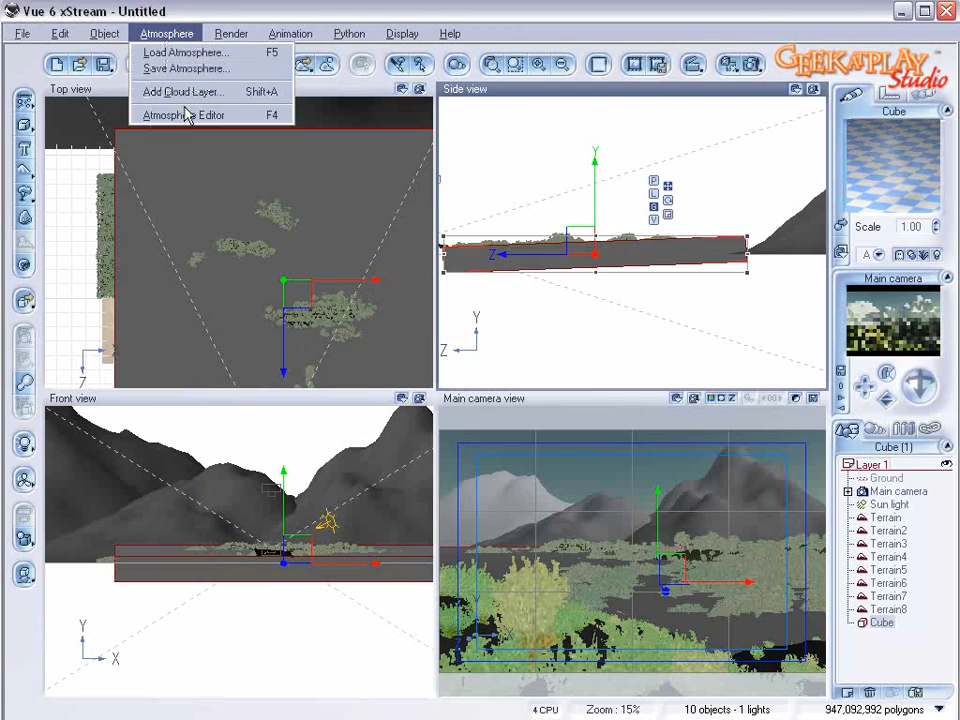 Vue 6 xStream - Untitled
File Edit Object Atmosphere Render Animation Python Display Help
Load Atmosphere... F5
Save Atmosphere...
Add Cloud Layer... Shift+A
Atmosphere Editor F4
GEEKATPLAY
Studio
Top view
Side view
Cube
Scale 1.00
A
Main camera
Front view
Main camera view
Cube (1)
Layer 1
Ground
Main camera
Sun light
Terrain
Terrain2
Terrain3
Terrain4
Terrain5
Terrain6
Terrain7
Terrain8
Cube
X
Z
Y
Z
P
L
Y
Z
Y
X
4 CPU Zoom : 15% 10 objects - 1 lights 947,092,992 polygons